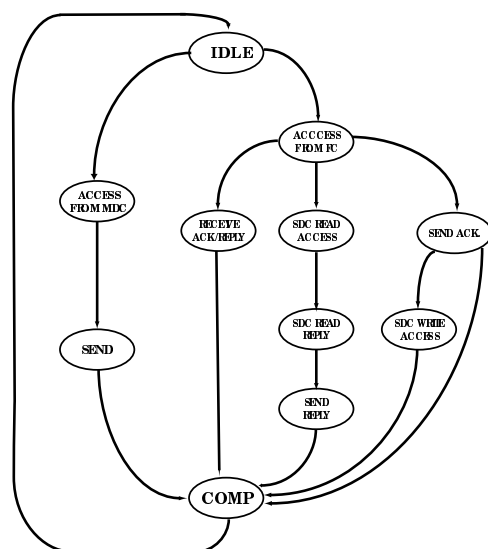 IDLE
ACCCESS
FROM FC
ACCESS
FROM MDC
RECEIVE
ACK/REPLY
SDC READ
ACCESS
SEND ACK.
SDC READ
REPLY
SDC WRITE
ACCESS
SEND
SEND
REPLY
COMP